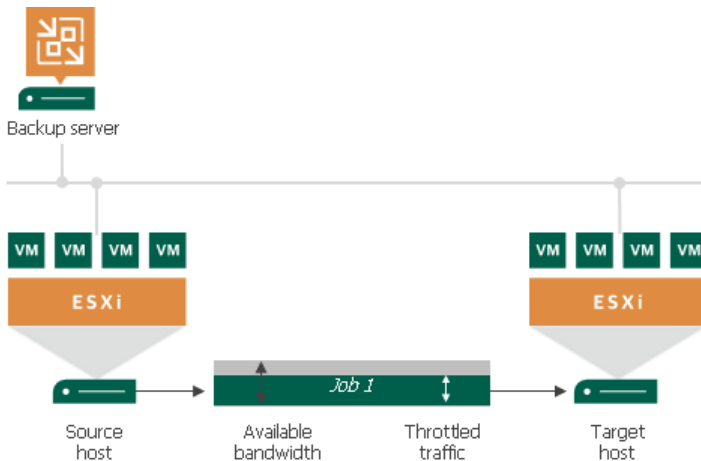 Backup server
VM VM VM VM
VM VM VM VM
ESXi
ESXi
Job 1
Source
host
Available
bandwidth
Throttled
traffic
Target
host